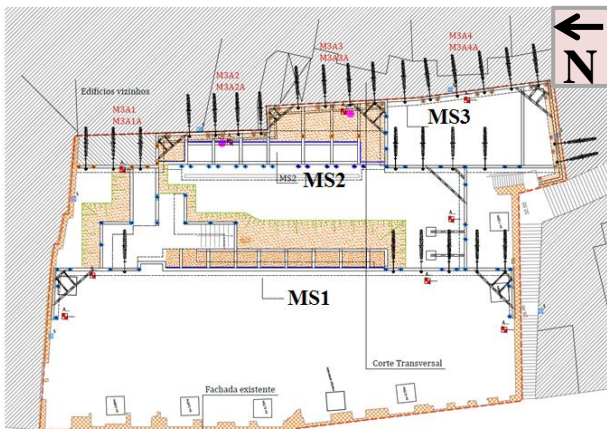 N
M3A3
M3A3A
M3A4
M3A4A
M3A2
M3A2A
Edifícios vizinhos
M3A1
M3A1A
MS3
MS2
MS2
MS1
Corte Transversal
Fachada existente